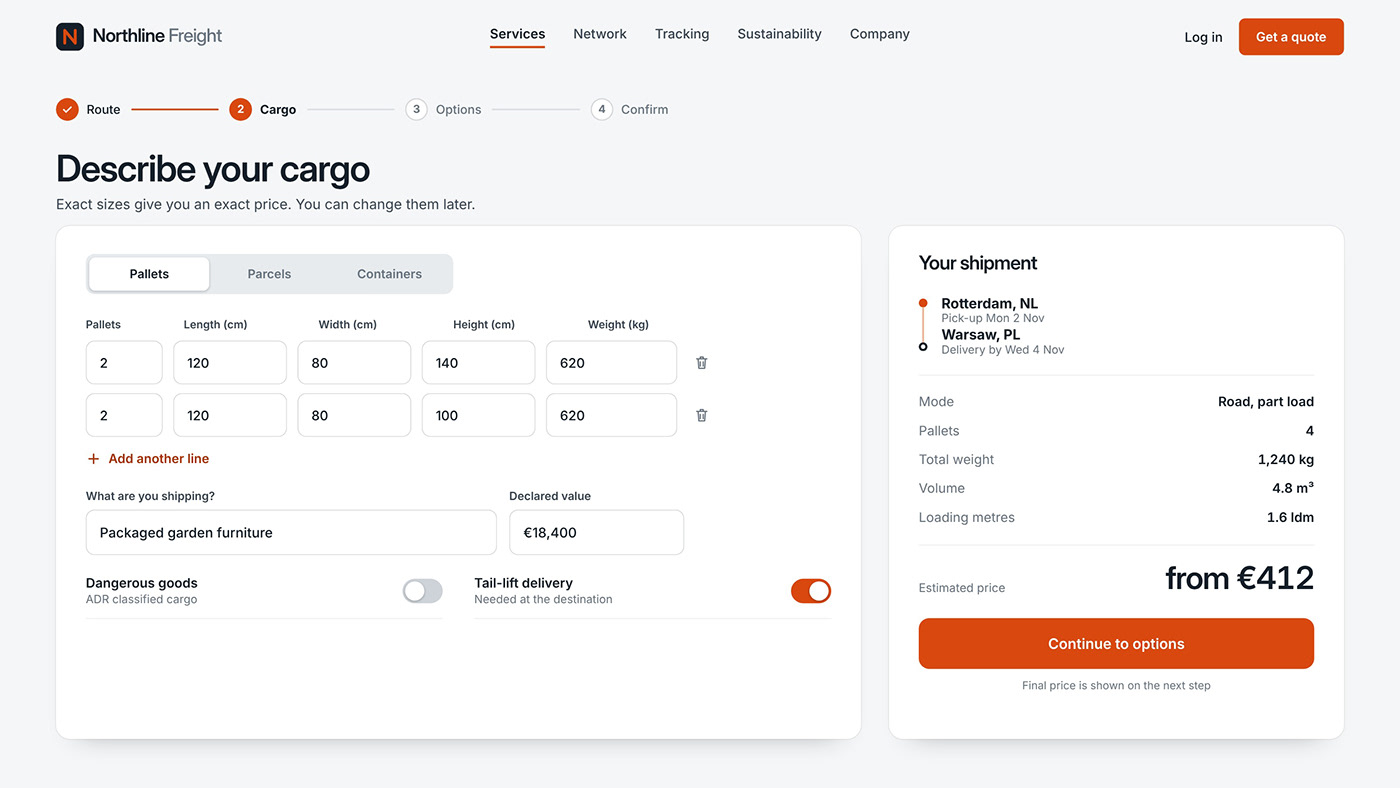 N Northline Freight
Services Network Tracking Sustainability Company
Log in
Get a quote
Route
2 Cargo
3 Options
4 Confirm
Describe your cargo
Exact sizes give you an exact price. You can change them later.
Pallets Parcels Containers
Pallets Length (cm) Width (cm) Height (cm) Weight (kg)
2 120 80 140 620
2 120 80 100 620
+ Add another line
What are you shipping? Declared value
Packaged garden furniture €18,400
Dangerous goods
ADR classified cargo
Tail-lift delivery
Needed at the destination
Your shipment
Rotterdam, NL
Pick-up Mon 2 Nov
Warsaw, PL
Delivery by Wed 4 Nov
Mode Road, part load
Pallets 4
Total weight 1,240 kg
Volume 4.8 m³
Loading metres 1.6 ldm
Estimated price from €412
Continue to options
Final price is shown on the next step